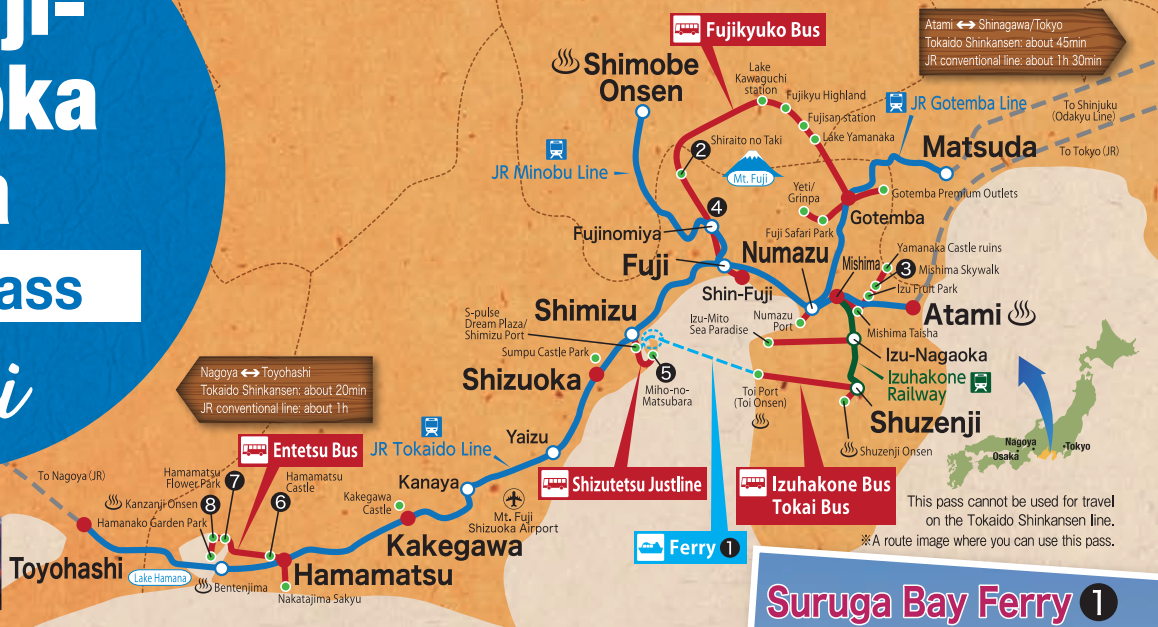 ji-
oka
a
ass
i
Fujikyuko Bus
Atami ↔ Shinagawa/Tokyo
Tokaido Shinkansen: about 45min
JR conventional line: about 1h 30min
Shimobe
Onsen
Lake
Kawaguchi
station
Fujikyu Highland
Fujisan station
Lake Yamanaka
JR Gotemba Line
To Shinjuku
(Odakyu Line)
To Tokyo (JR)
Matsuda
2
Shiraito no Taki
Mt. Fuji
JR Minobu Line
Yeti/
Grinpa
Gotemba Premium Outlets
Fuji Safari Park
Gotemba
4
Fujinomiya
Fuji
Shin-Fuji
Numazu
Mishima
Yamanaka Castle ruins
3 Mishima Skywalk
Izu Fruit Park
Atami
Shimizu
S-pulse
Dream Plaza/
Shimizu Port
Sumpu Castle Park
Izu-Mito
Sea Paradise
Numazu
Port
Mishima Taisha
Izu-Nagaoka
Izuhakone
Railway
Shizuoka
5
Miho-no-
Matsubara
Toi Port
(Toi Onsen)
Shuzenji
Shuzenji Onsen
Nagoya ↔ Toyohashi
Tokaido Shinkansen: about 20min
JR conventional line: about 1h
Nagoya
Osaka
Tokyo
Entetsu Bus
JR Tokaido Line
Yaizu
Shizutetsu Justline
Izuhakone Bus
Tokai Bus
This pass cannot be used for travel
on the Tokaido Shinkansen line.
※A route image where you can use this pass.
To Nagoya (JR)
Hamamatsu
Flower Park
7
Kanzanji Onsen 8
Hamanako Garden Park
6
Hamamatsu
Castle
Kakegawa
Castle
Kanaya
Mt. Fuji
Shizuoka Airport
Kakegawa
Ferry 1
Toyohashi
Lake Hamana
Bentenjima
Hamamatsu
Nakatajima Sakyu
Suruga Bay Ferry 1